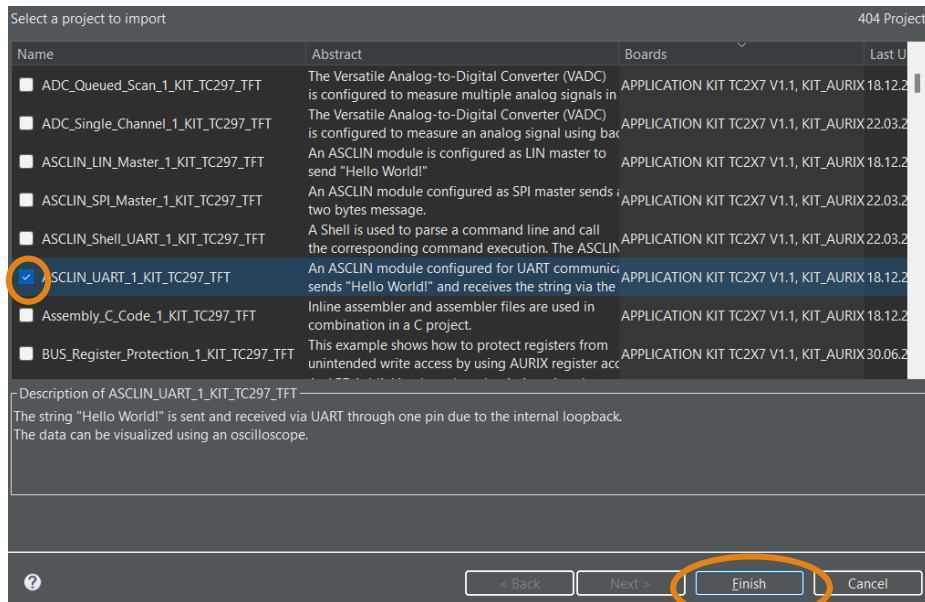 Select a project to import 404 Project
Name Abstract Boards Last U
ADC_Queued_Scan_1_KIT_TC297_TFT The Versatile Analog-to-Digital Converter (VADC) APPLICATION KIT TC2X7 V1.1, KIT_AURIX 18.12.2
is configured to measure multiple analog signals in
ADC_Single_Channel_1_KIT_TC297_TFT The Versatile Analog-to-Digital Converter (VADC) APPLICATION KIT TC2X7 V1.1, KIT_AURIX 22.03.2
is configured to measure an analog signal using bac
ASCLIN_LIN_Master_1_KIT_TC297_TFT An ASCLIN module is configured as LIN master to APPLICATION KIT TC2X7 V1.1, KIT_AURIX 18.12.2
send "Hello World!"
ASCLIN_SPI_Master_1_KIT_TC297_TFT An ASCLIN module configured as SPI master sends a APPLICATION KIT TC2X7 V1.1, KIT_AURIX 22.03.2
two bytes message.
ASCLIN_Shell_UART_1_KIT_TC297_TFT A Shell is used to parse a command line and call APPLICATION KIT TC2X7 V1.1, KIT_AURIX 22.03.2
the corresponding command execution. The ASCLIN
ASCLIN_UART_1_KIT_TC297_TFT An ASCLIN module configured for UART communica APPLICATION KIT TC2X7 V1.1, KIT_AURIX 18.12.2
sends "Hello World!" and receives the string via the
Assembly_C_Code_1_KIT_TC297_TFT Inline assembler and assembler files are used in APPLICATION KIT TC2X7 V1.1, KIT_AURIX 18.12.2
combination in a C project.
BUS_Register_Protection_1_KIT_TC297_TFT This example shows how to protect registers from APPLICATION KIT TC2X7 V1.1, KIT_AURIX 30.06.2
unintended write access by using AURIX register acc
Description of ASCLIN_UART_1_KIT_TC297_TFT
The string "Hello World!" is sent and received via UART through one pin due to the internal loopback.
The data can be visualized using an oscilloscope.
? < Back Next > Finish Cancel